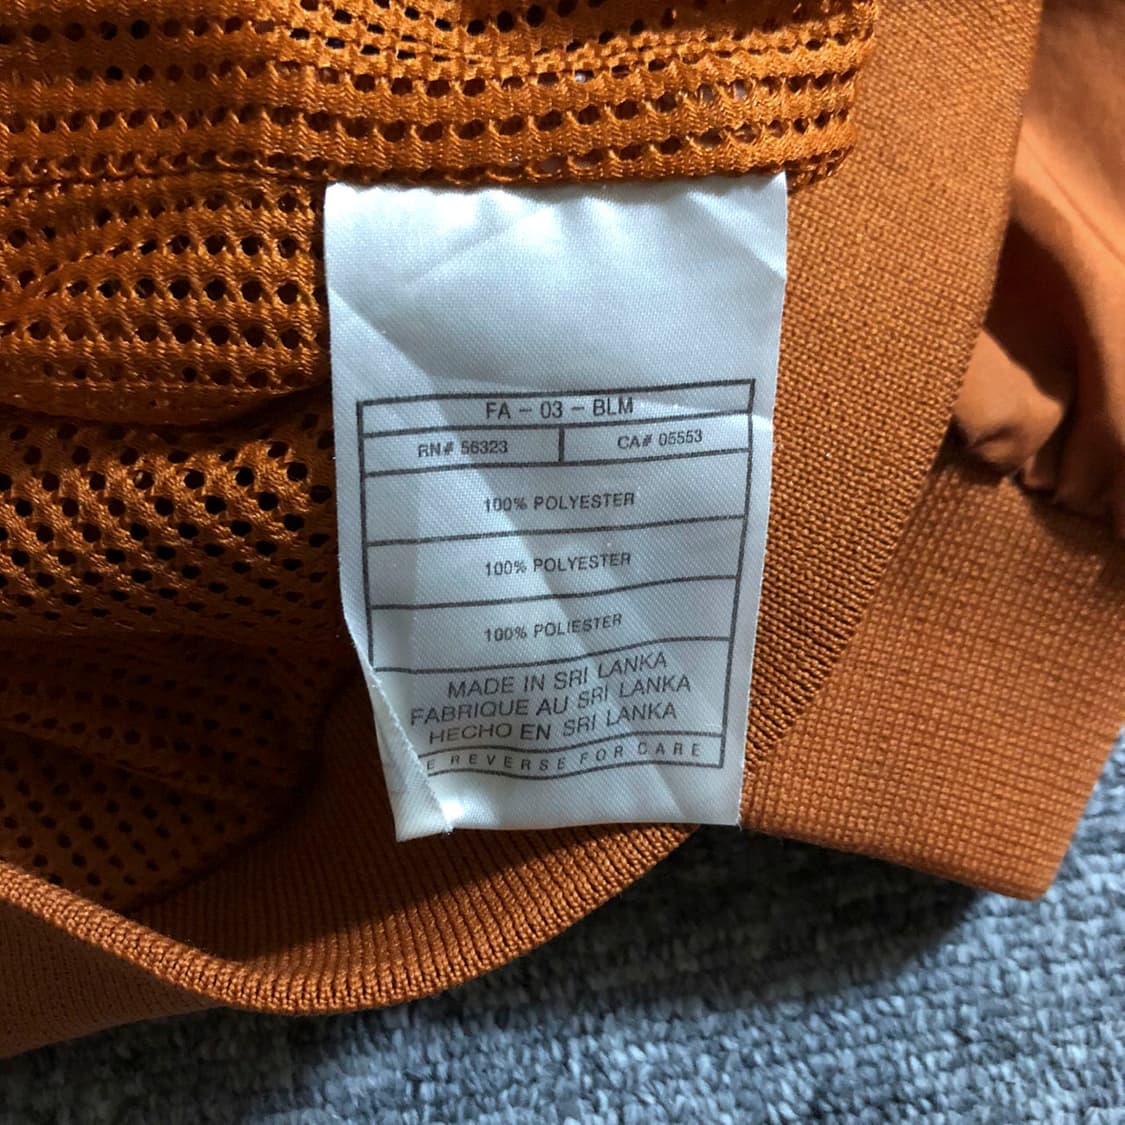 FA - 03 - BLM
RN# 56323
CA# 05553
100% POLYESTER
100% POLYESTER
100% POLIESTER
MADE IN SRI LANKA
FABRIQUE AU SRI LANKA
HECHO EN SRI LANKA
REVERSE FOR CARE